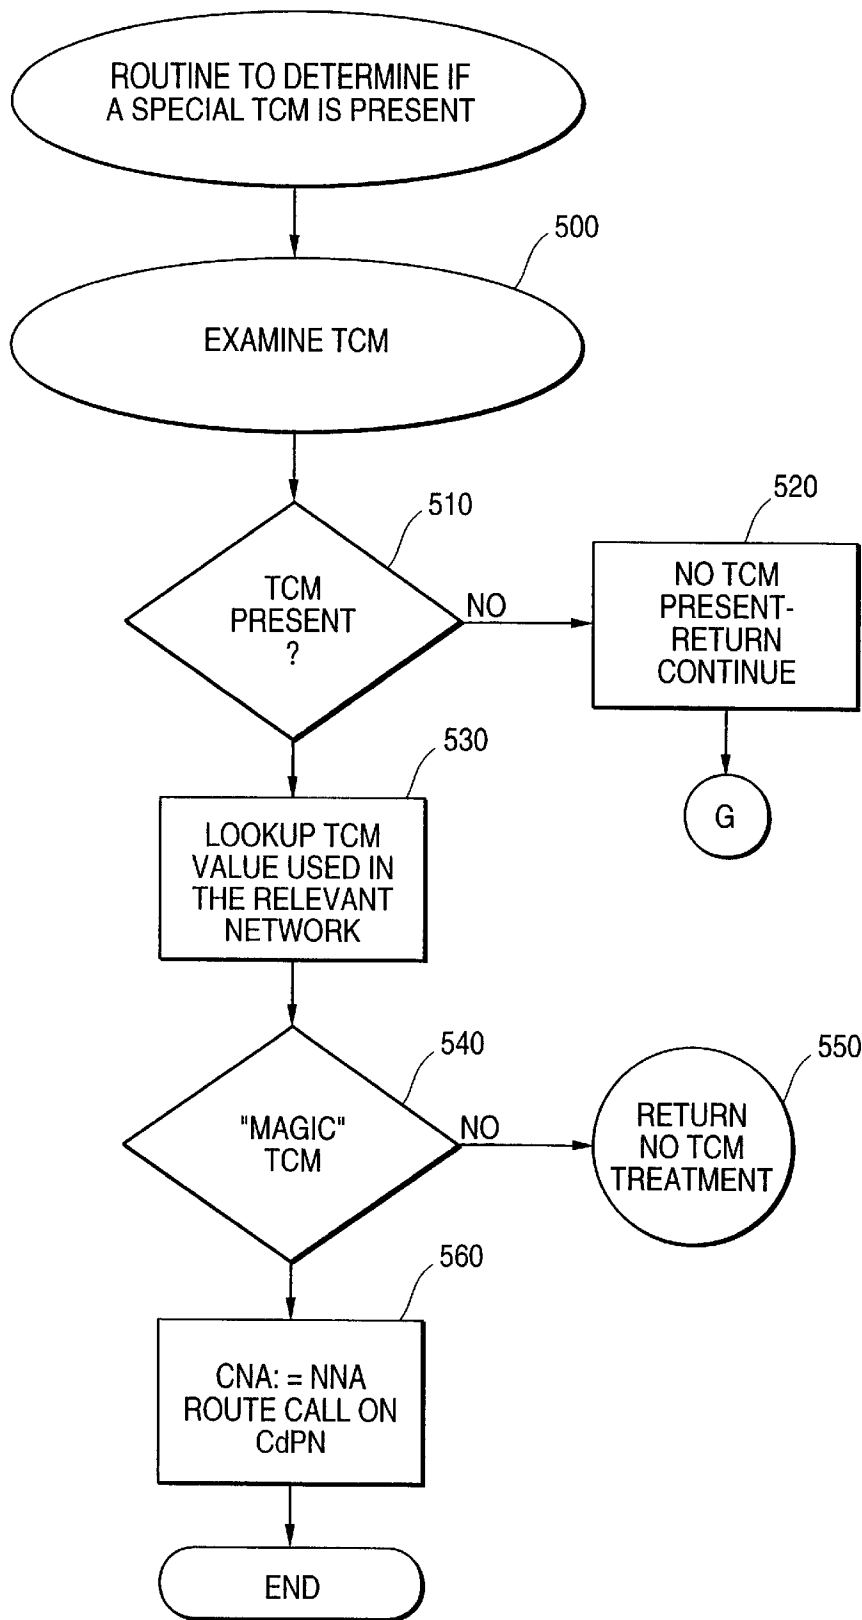 ROUTINE TO DETERMINE IF
A SPECIAL TCM IS PRESENT
500
EXAMINE TCM
510
TCM
PRESENT
?
NO
520
NO TCM
PRESENT-
RETURN
CONTINUE
G
530
LOOKUP TCM
VALUE USED IN
THE RELEVANT
NETWORK
540
"MAGIC"
TCM
NO
550
RETURN
NO TCM
TREATMENT
560
CNA: = NNA
ROUTE CALL ON
CdPN
END